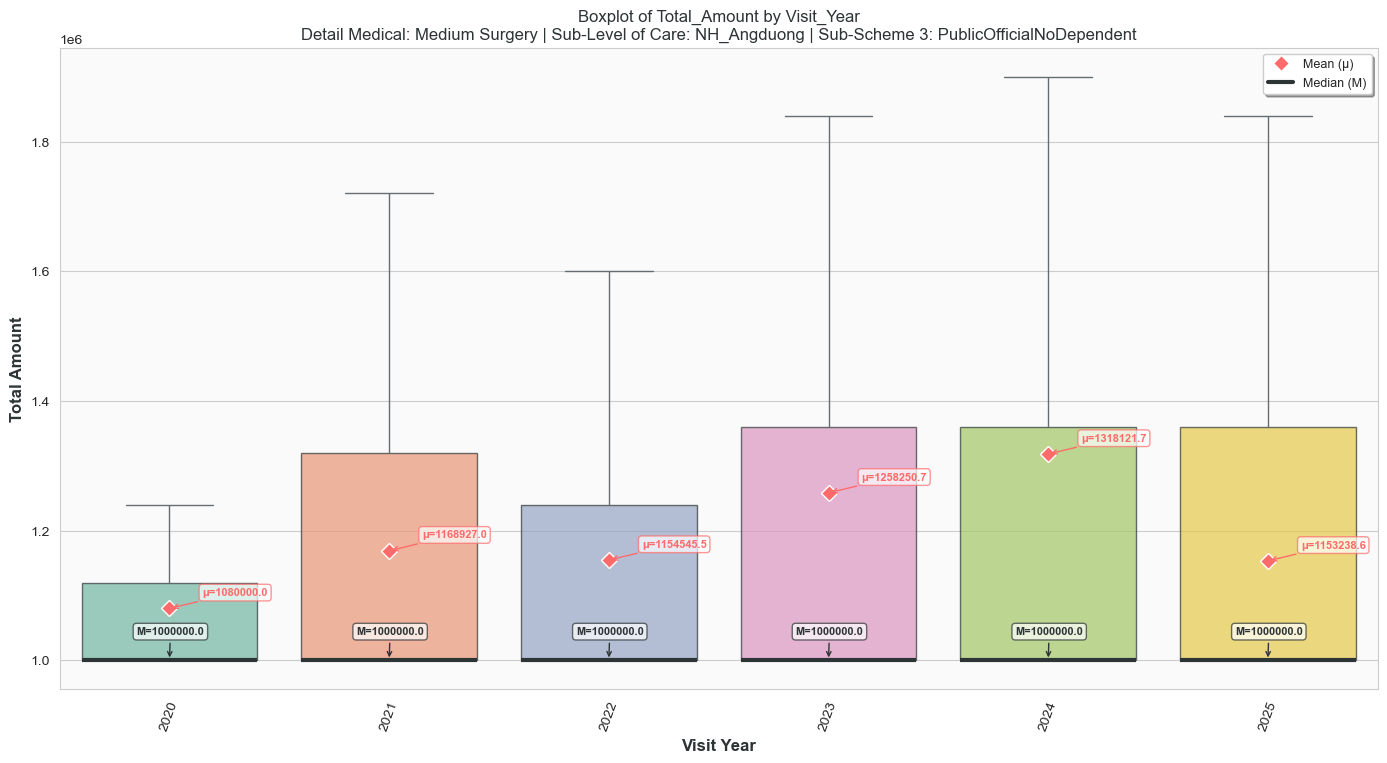 Boxplot of Total_Amount by Visit_Year
Detail Medical: Medium Surgery | Sub-Level of Care: NH_Angduong | Sub-Scheme 3: PublicOfficialNoDependent
1e6
Mean (μ)
Median (M)
1.8
1.6
1.4
1.2
1.0
Total Amount
μ=1080000.0
μ=1168927.0
μ=1154545.5
μ=1258250.7
μ=1318121.7
μ=1153238.6
M=1000000.0
M=1000000.0
M=1000000.0
M=1000000.0
M=1000000.0
M=1000000.0
2020
2021
2022
2023
2024
2025
Visit Year